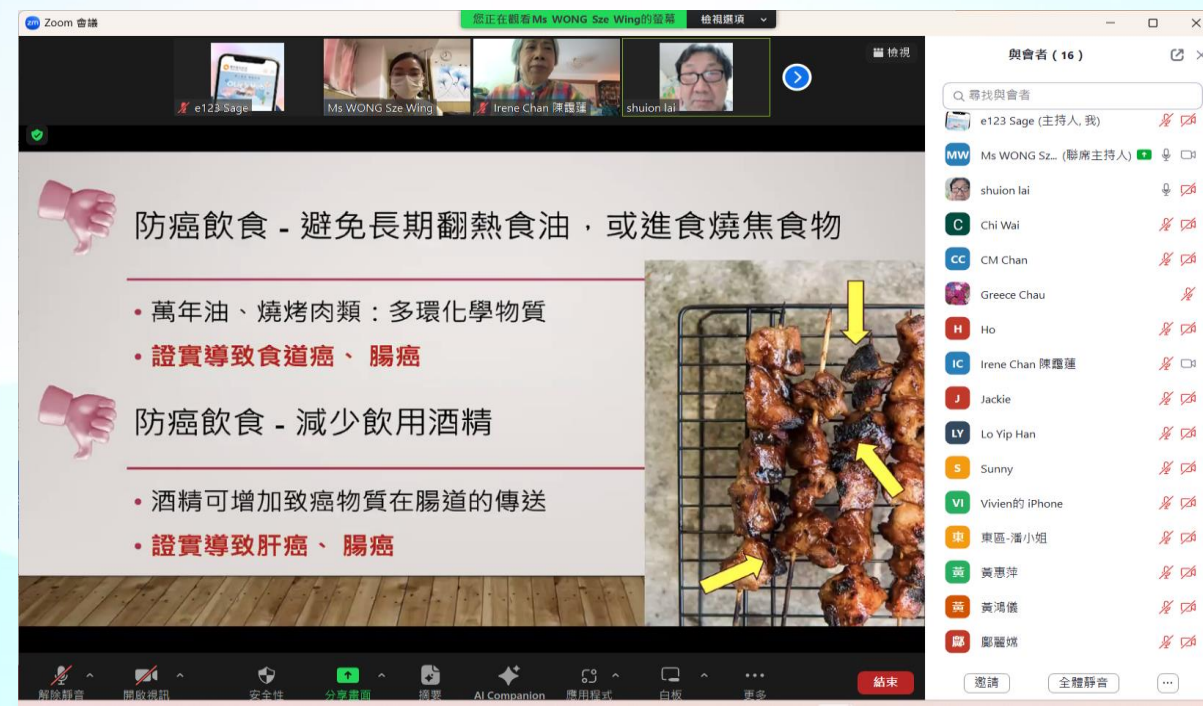 Zoom 會議
您正在觀看Ms WONG Sze Wing的螢幕
檢視選項
e123 Sage
Ms WONG Sze Wing
Irene Chan 陳靄蓮
shuion lai
檢視
防癌飲食 - 避免長期翻熱食油，或進食燒焦食物
• 萬年油、燒烤肉類：多環化學物質
• 證實導致食道癌、 腸癌
防癌飲食 - 減少飲用酒精
• 酒精可增加致癌物質在腸道的傳送
• 證實導致肝癌、 腸癌
解除靜音
開啟視訊
安全性
分享畫面
摘要
AI Companion
應用程式
白板
更多
結束
與會者 ( 16 )
尋找與會者
e123 Sage (主持人, 我)
MW Ms WONG Sz... (聯席主持人)
shuion lai
C Chi Wai
CC CM Chan
Greece Chau
H Ho
IC Irene Chan 陳靄蓮
J Jackie
LY Lo Yip Han
S Sunny
VI Vivien的 iPhone
東 東區-潘小姐
黃 黃惠萍
黃 黃鴻儀
鄺 鄺麗嫦
邀請
全體靜音